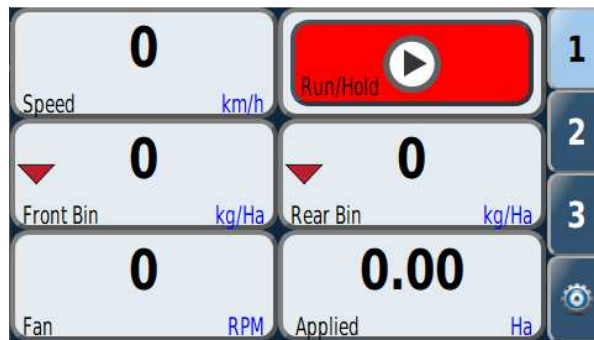 0
Speed km/h
Run/Hold
1
0
Front Bin kg/Ha
0
Rear Bin kg/Ha
2
3
0
Fan RPM
0.00
Applied Ha